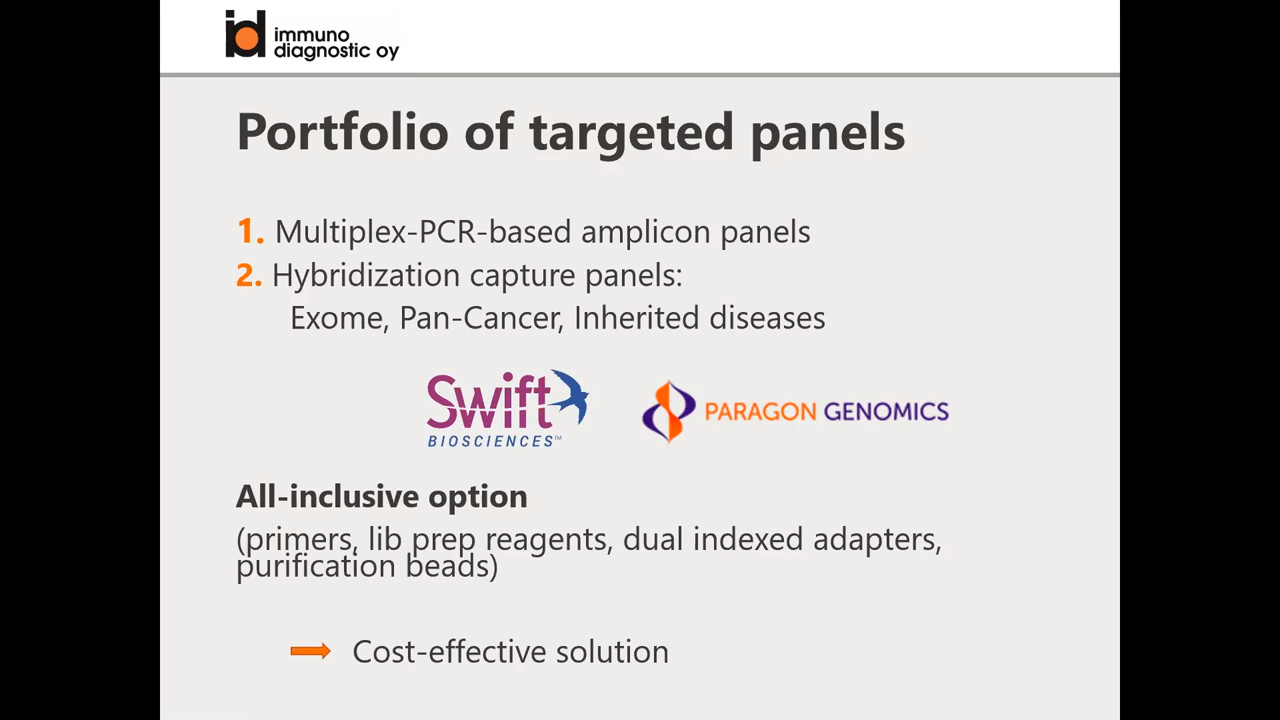 immuno
diagnostic oy
Portfolio of targeted panels
1. Multiplex-PCR-based amplicon panels
2. Hybridization capture panels:
Exome, Pan-Cancer, Inherited diseases
Swift
BIOSCIENCES™
PARAGON GENOMICS
All-inclusive option
(primers, lib prep reagents, dual indexed adapters,
purification beads)
Cost-effective solution